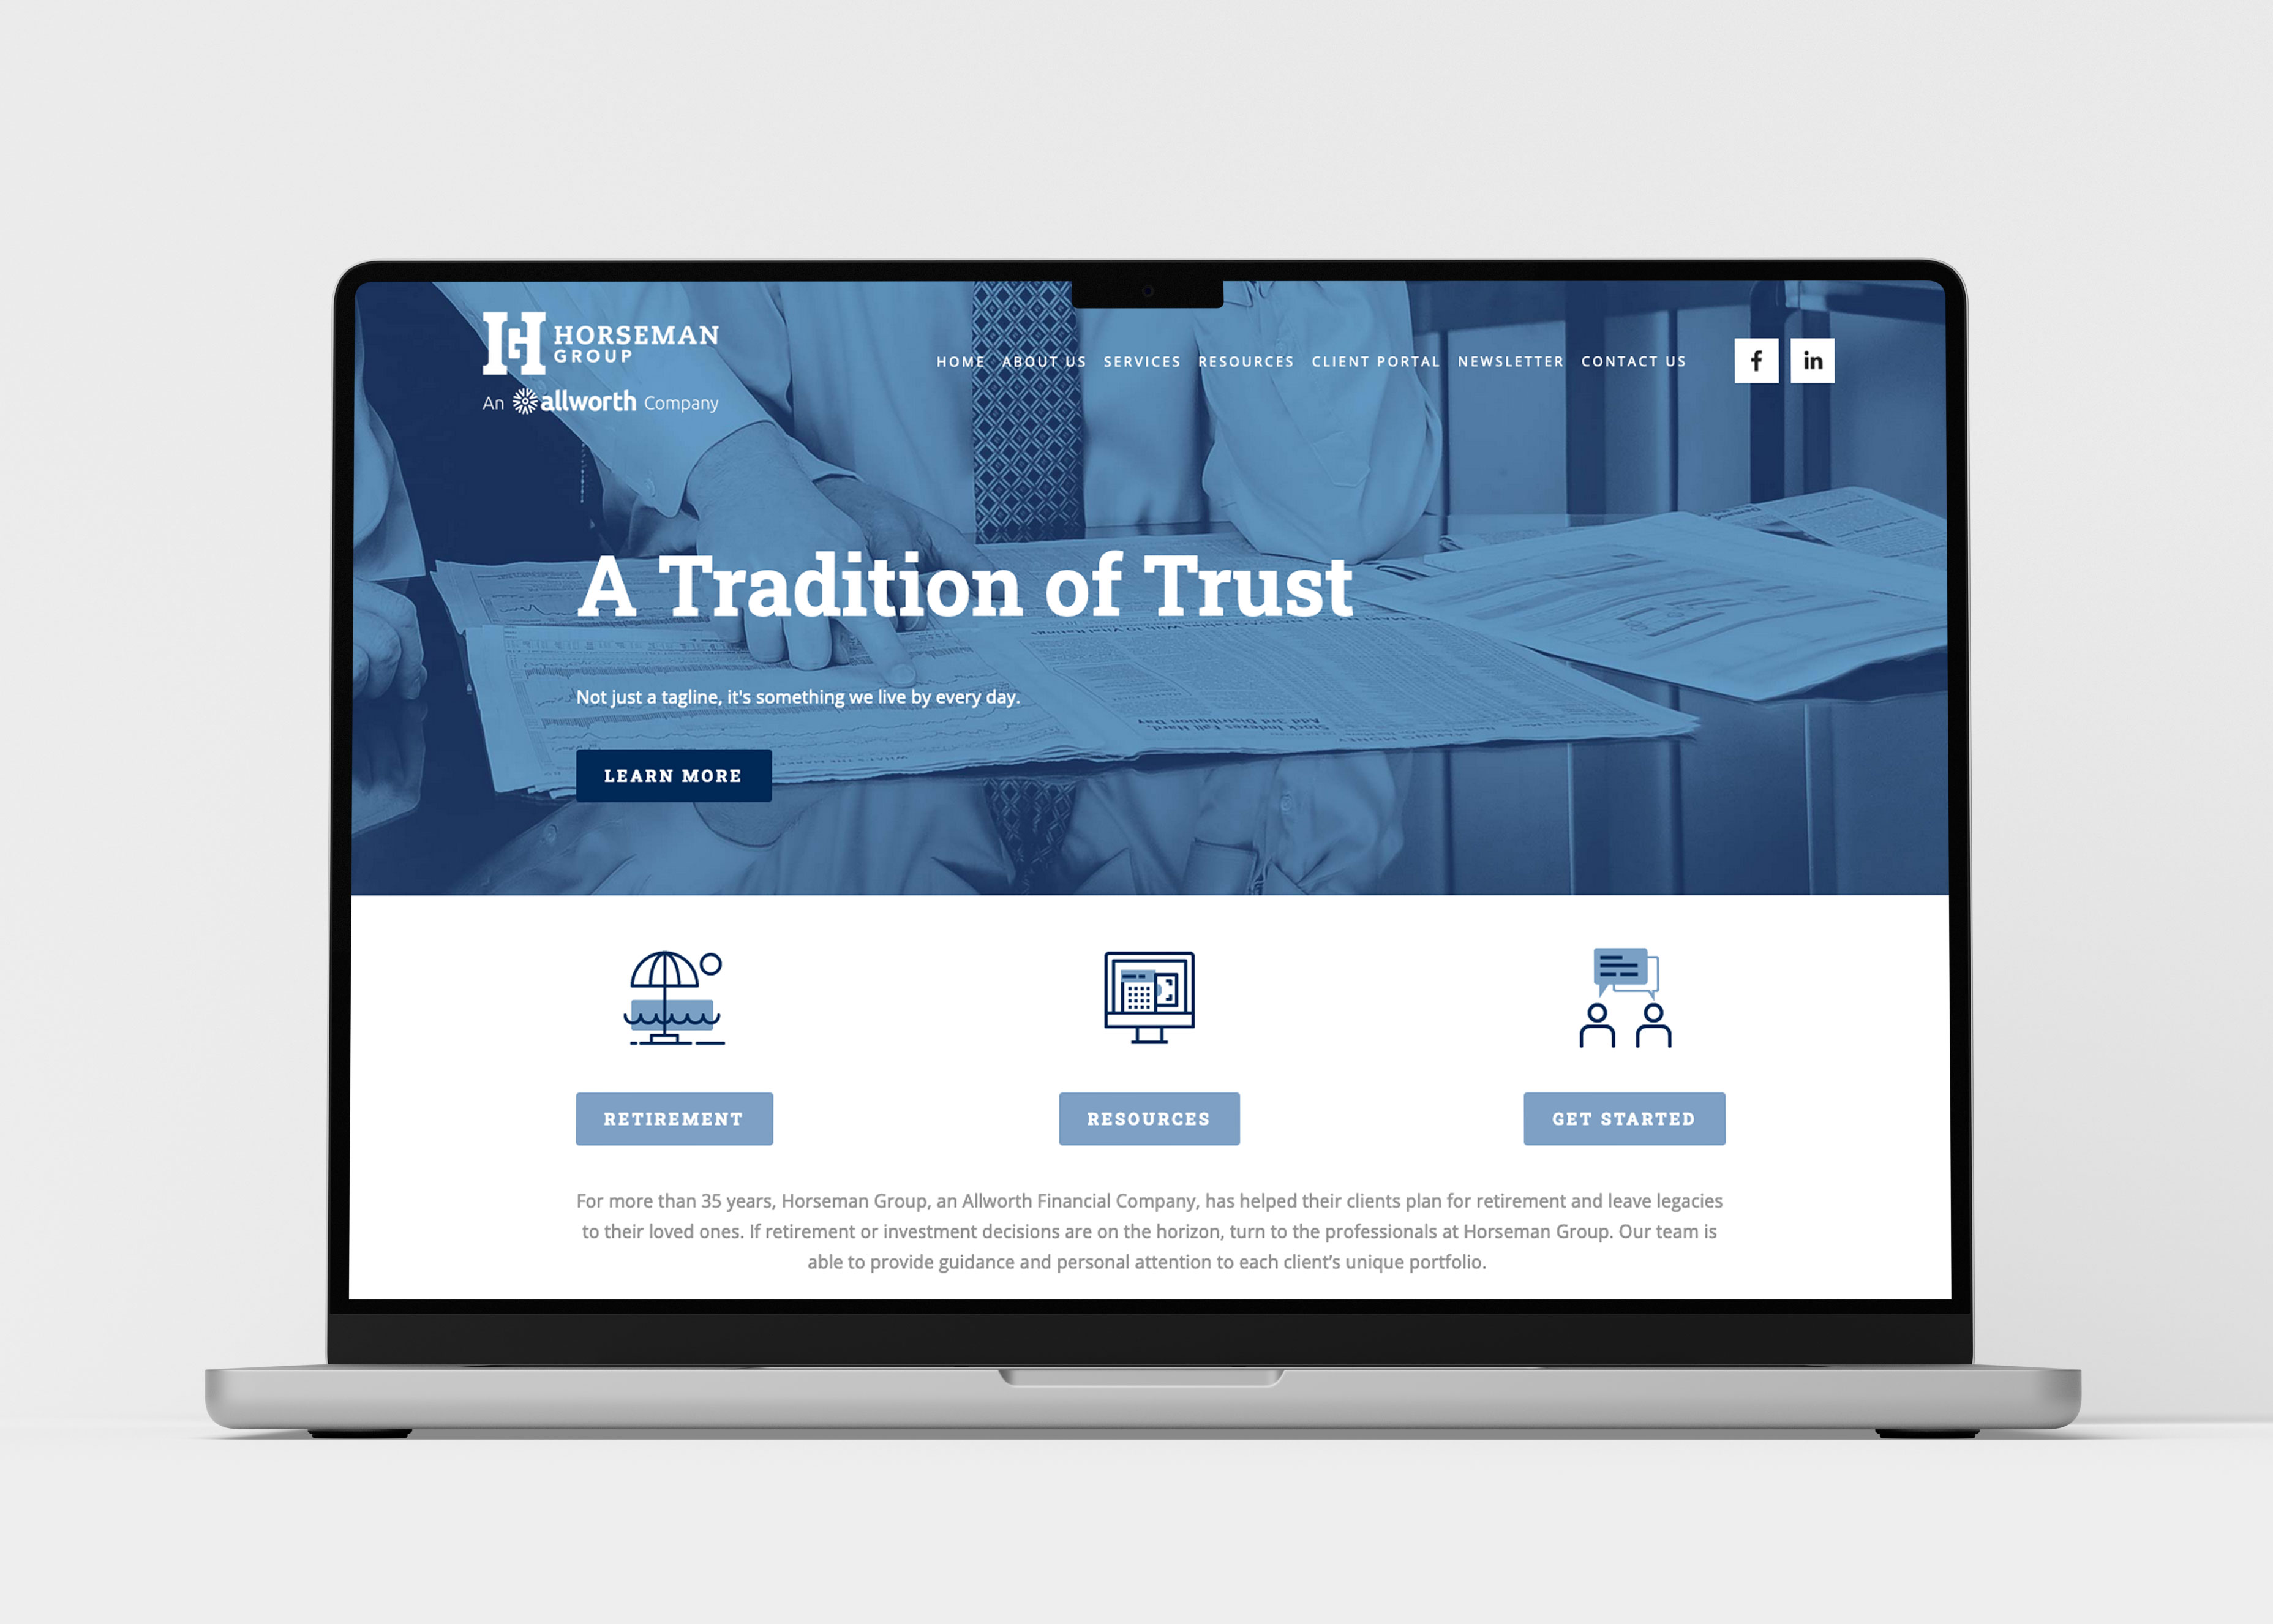 HORSEMAN
GROUP
An allworth Company
HOME ABOUT US SERVICES RESOURCES CLIENT PORTAL NEWSLETTER CONTACT US
f in
A Tradition of Trust
Not just a tagline, it's something we live by every day.
LEARN MORE
RETIREMENT RESOURCES GET STARTED
For more than 35 years, Horseman Group, an Allworth Financial Company, has helped their clients plan for retirement and leave legacies
to their loved ones. If retirement or investment decisions are on the horizon, turn to the professionals at Horseman Group. Our team is
able to provide guidance and personal attention to each client’s unique portfolio.